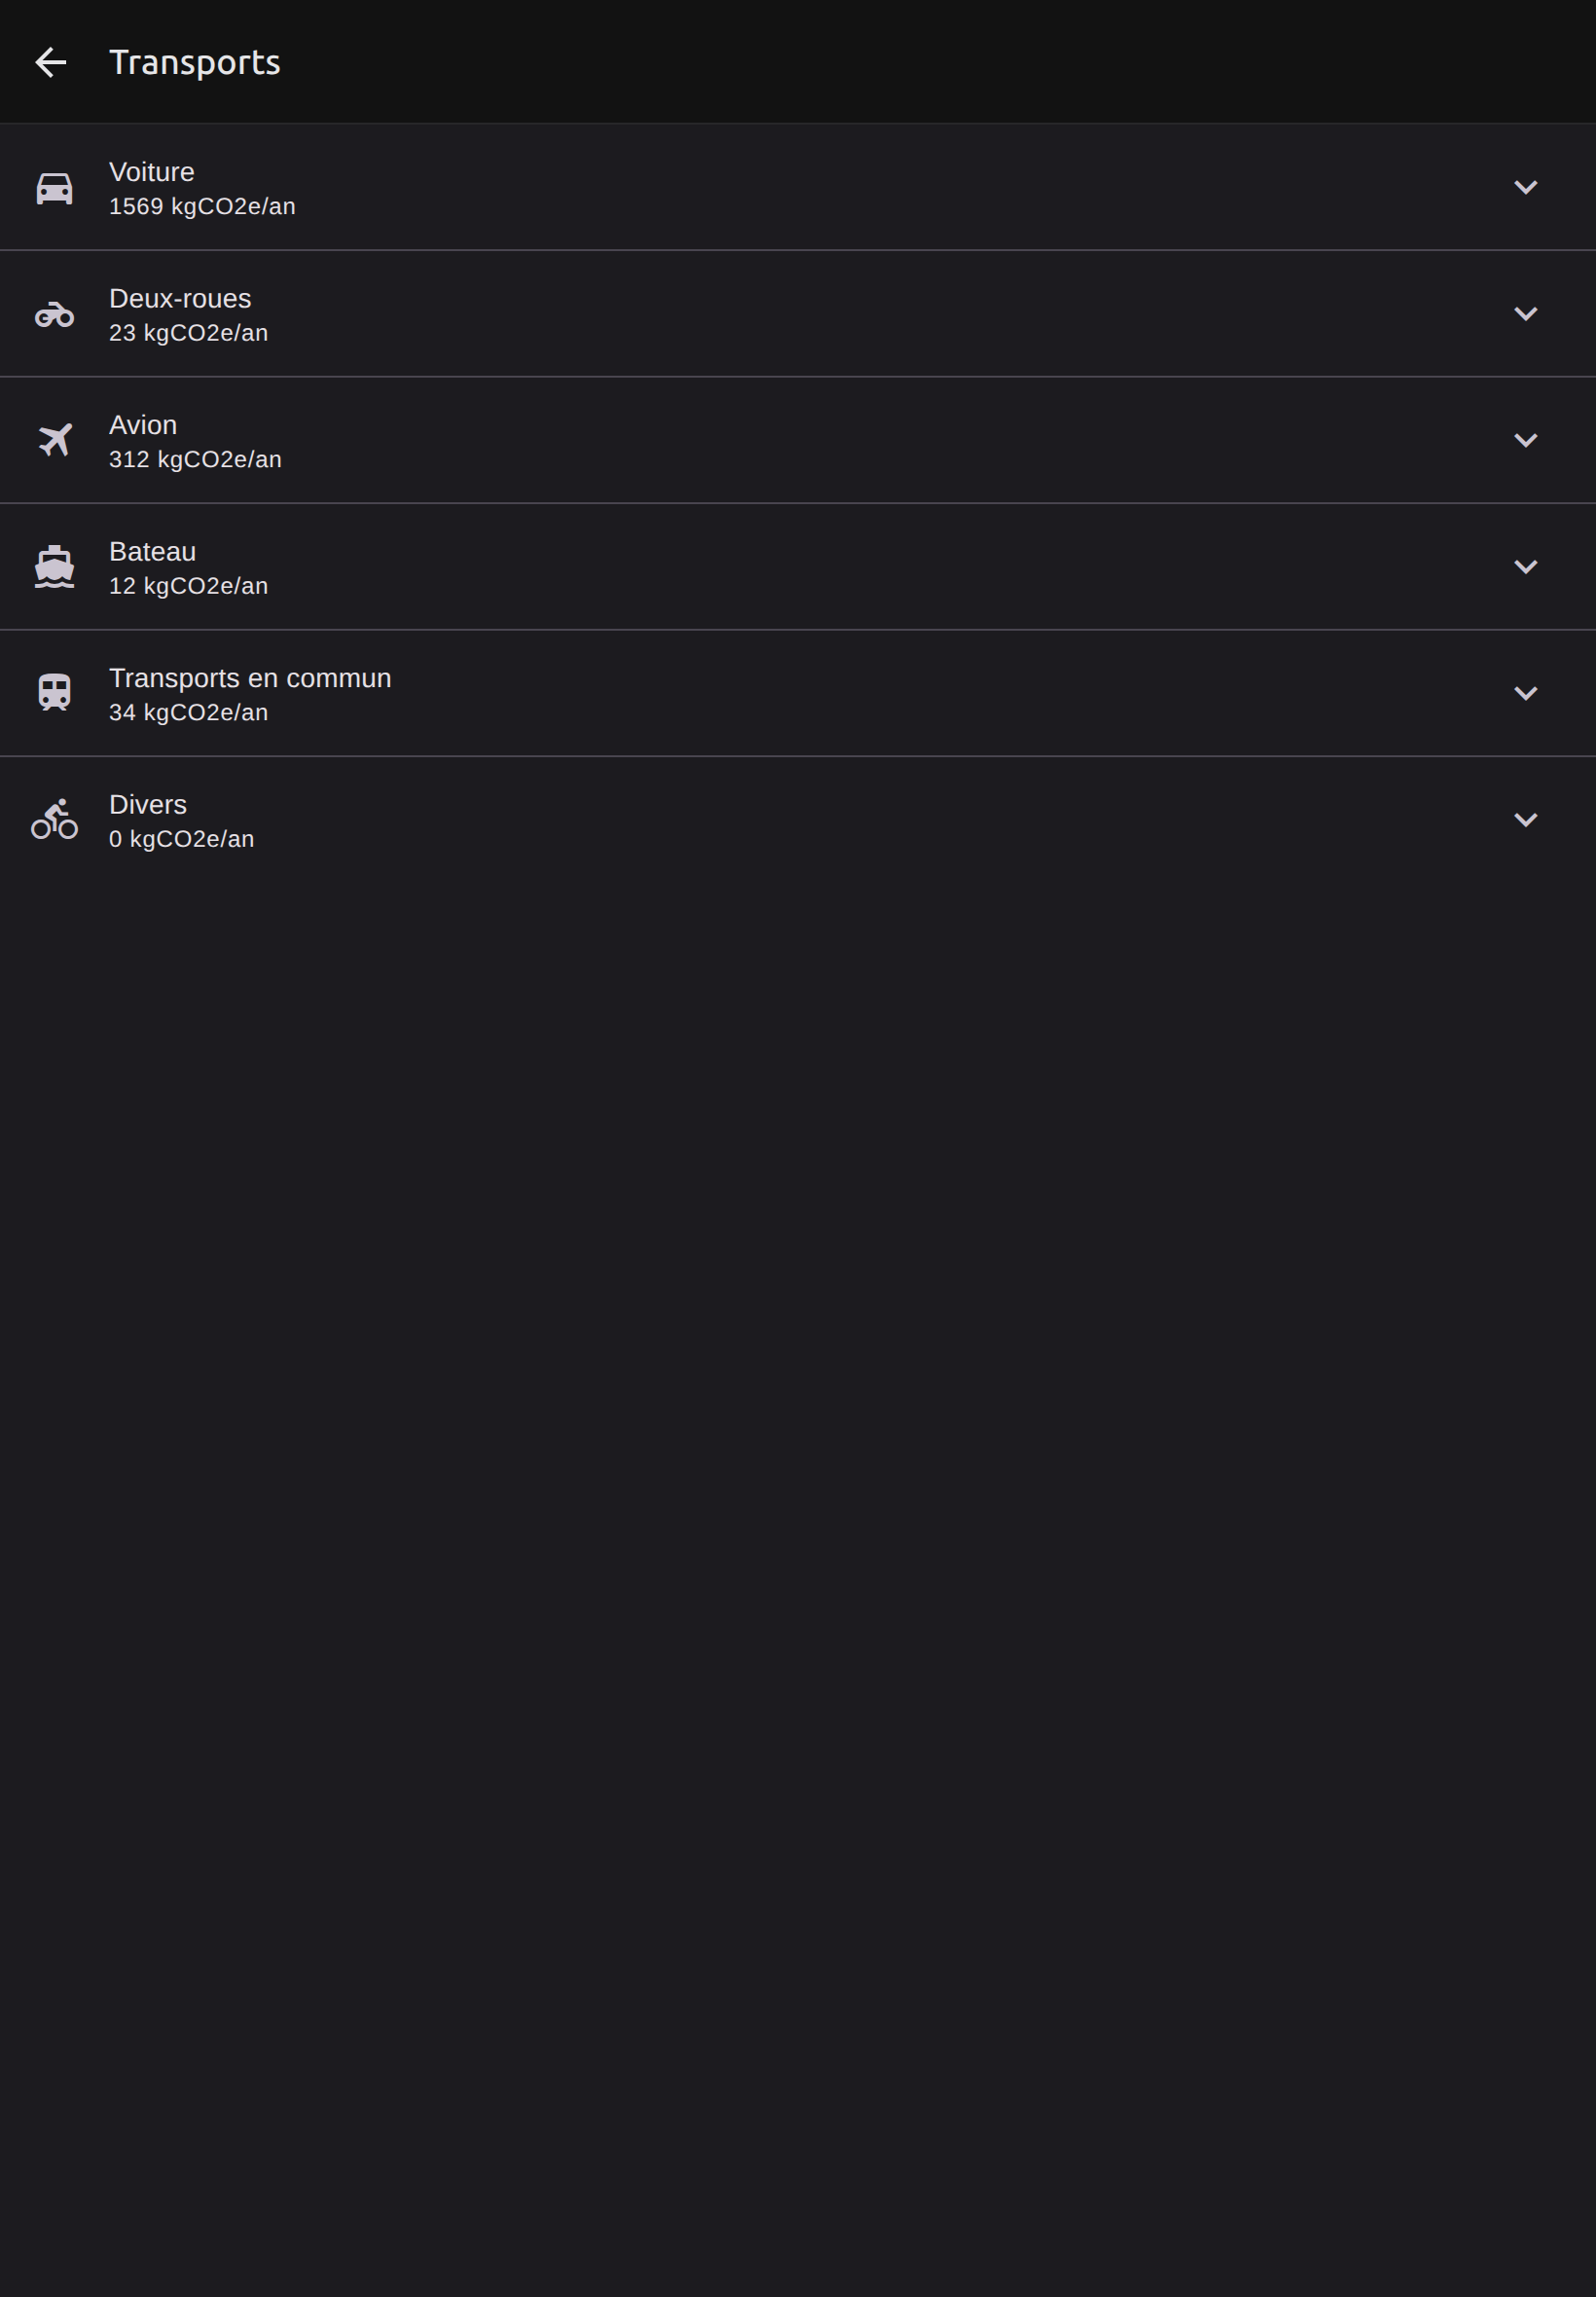 Transports
Voiture
1569 kgCO2e/an
Deux-roues
23 kgCO2e/an
Avion
312 kgCO2e/an
Bateau
12 kgCO2e/an
Transports en commun
34 kgCO2e/an
Divers
0 kgCO2e/an